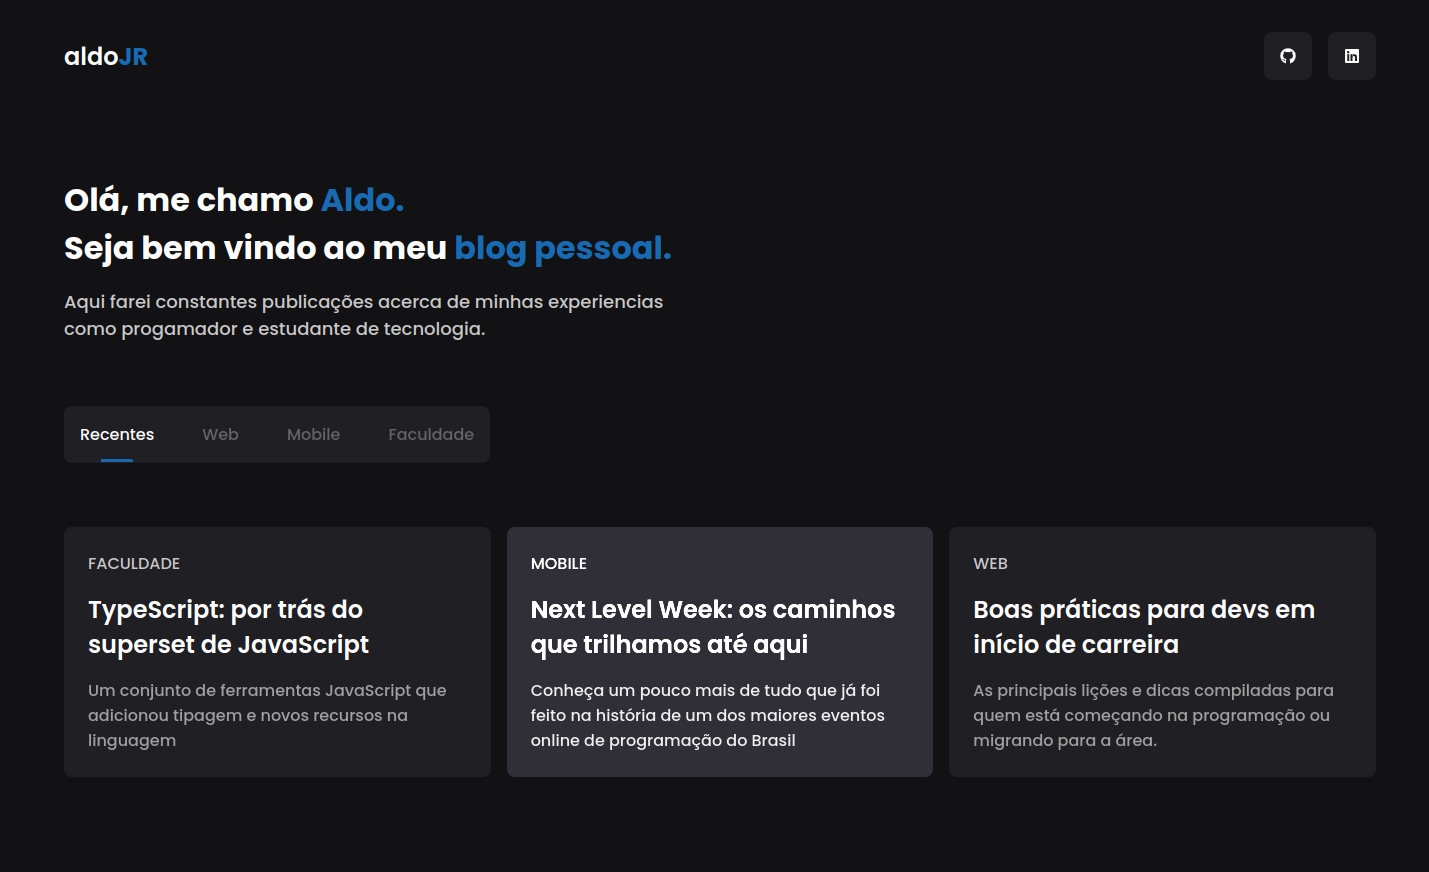 aldoJR
Olá, me chamo Aldo.
Seja bem vindo ao meu blog pessoal.
Aqui farei constantes publicações acerca de minhas experiencias
como progamador e estudante de tecnologia.
Recentes Web Mobile Faculdade
FACULDADE
TypeScript: por trás do
superset de JavaScript
Um conjunto de ferramentas JavaScript que
adicionou tipagem e novos recursos na
linguagem
MOBILE
Next Level Week: os caminhos
que trilhamos até aqui
Conheça um pouco mais de tudo que já foi
feito na história de um dos maiores eventos
online de programação do Brasil
WEB
Boas práticas para devs em
início de carreira
As principais lições e dicas compiladas para
quem está começando na programação ou
migrando para a área.